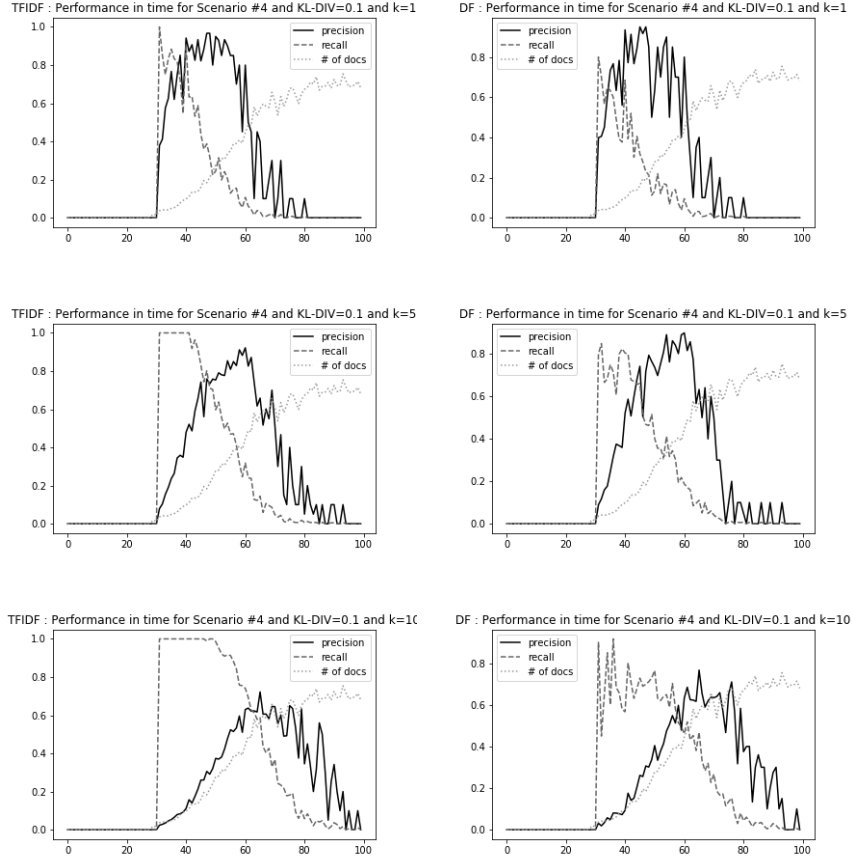 TFIDF : Performance in time for Scenario #4 and KL-DIV=0.1 and k=1
1.0
0.8
0.6
0.4
0.2
0.0
0 20 40 60 80 100
precision
recall
# of docs
DF : Performance in time for Scenario #4 and KL-DIV=0.1 and k=1
0.8
0.6
0.4
0.2
0.0
0 20 40 60 80 100
precision
recall
# of docs
TFIDF : Performance in time for Scenario #4 and KL-DIV=0.1 and k=5
1.0
0.8
0.6
0.4
0.2
0.0
0 20 40 60 80 100
precision
recall
# of docs
DF : Performance in time for Scenario #4 and KL-DIV=0.1 and k=5
0.8
0.6
0.4
0.2
0.0
0 20 40 60 80 100
precision
recall
# of docs
TFIDF : Performance in time for Scenario #4 and KL-DIV=0.1 and k=10
1.0
0.8
0.6
0.4
0.2
0.0
0 20 40 60 80 100
precision
recall
# of docs
DF : Performance in time for Scenario #4 and KL-DIV=0.1 and k=10
0.8
0.6
0.4
0.2
0.0
0 20 40 60 80 100
precision
recall
# of docs